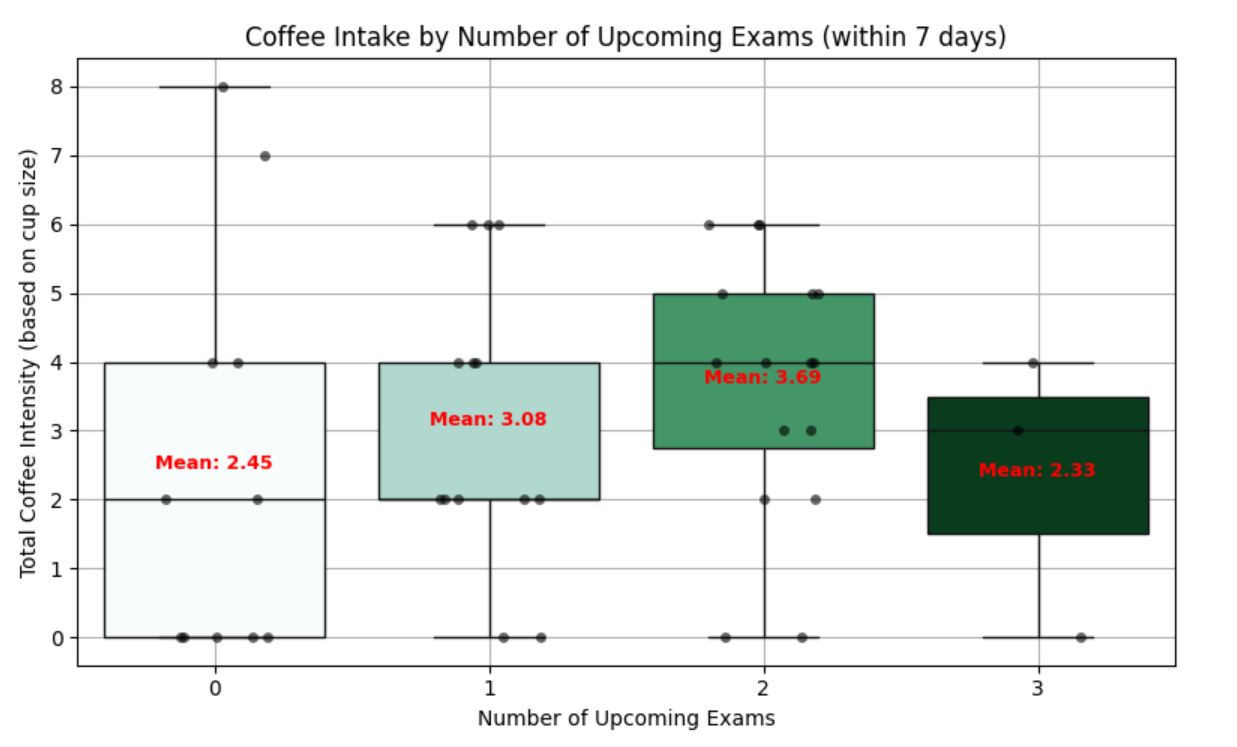 Coffee Intake by Number of Upcoming Exams (within 7 days)
Total Coffee Intensity (based on cup size)
8
7
6
5
4
3
2
1
0
Mean: 2.45
Mean: 3.08
Mean: 3.69
Mean: 2.33
0 1 2 3
Number of Upcoming Exams